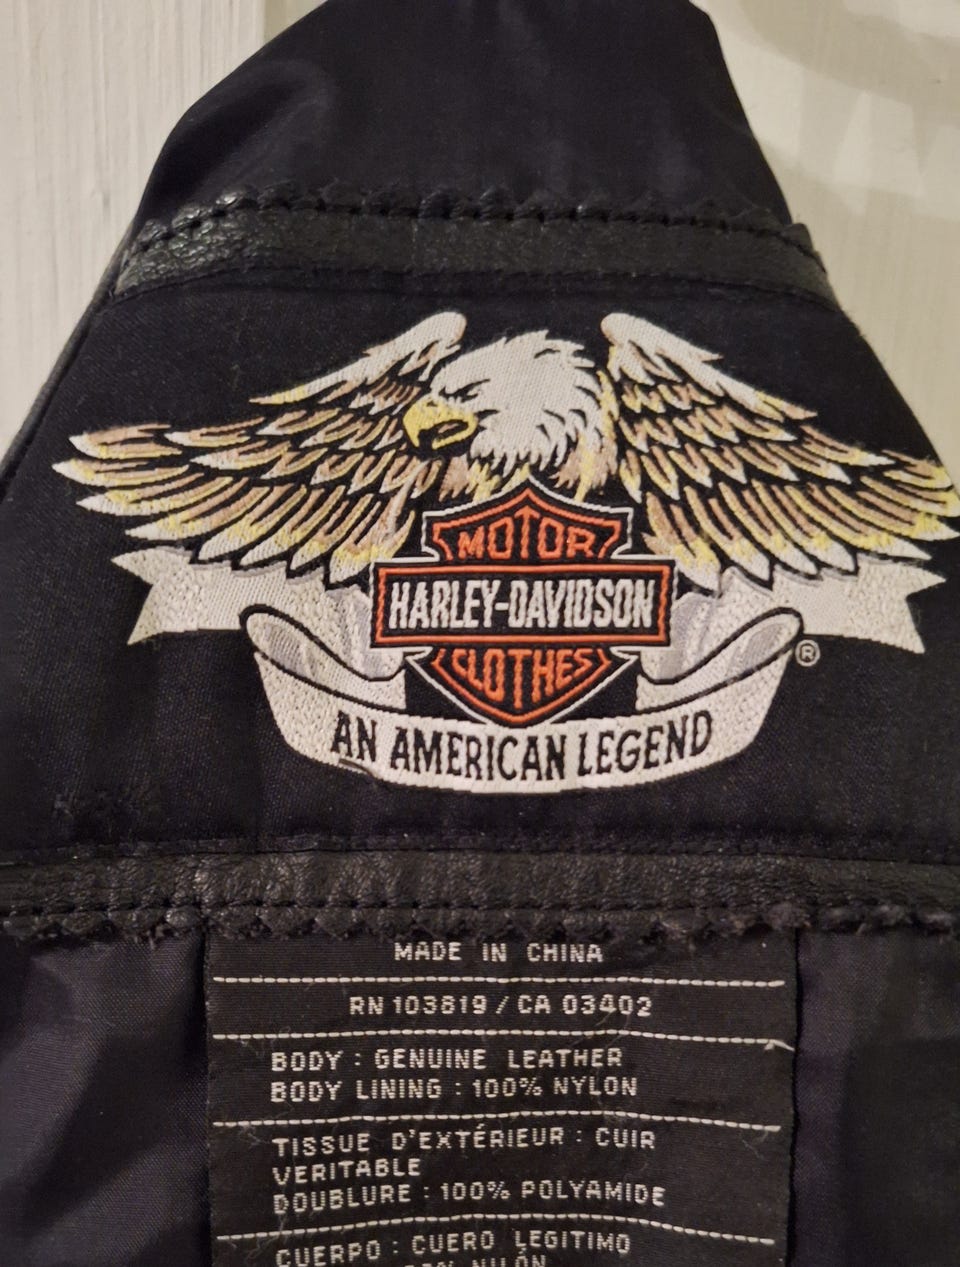 MOTOR
HARLEY-DAVIDSON
CLOTHES
®
AN AMERICAN LEGEND
MADE IN CHINA
RN 103819 / CA 03402
BODY : GENUINE LEATHER
BODY LINING : 100% NYLON
TISSUE D'EXTÉRIEUR : CUIR
VERITABLE
DOUBLURE : 100% POLYAMIDE
CUERPO : CUERO LEGITIMO
NYLÓN